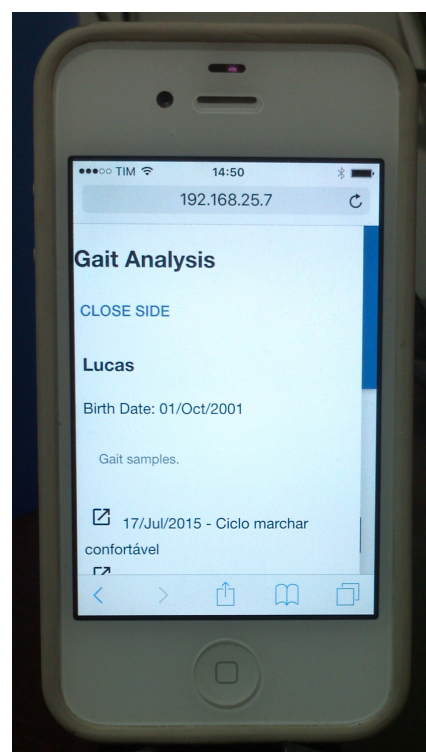 TIM 14:50
192.168.25.7
Gait Analysis
CLOSE SIDE
Lucas
Birth Date: 01/Oct/2001
Gait samples.
17/Jul/2015 - Ciclo marchar
confortável